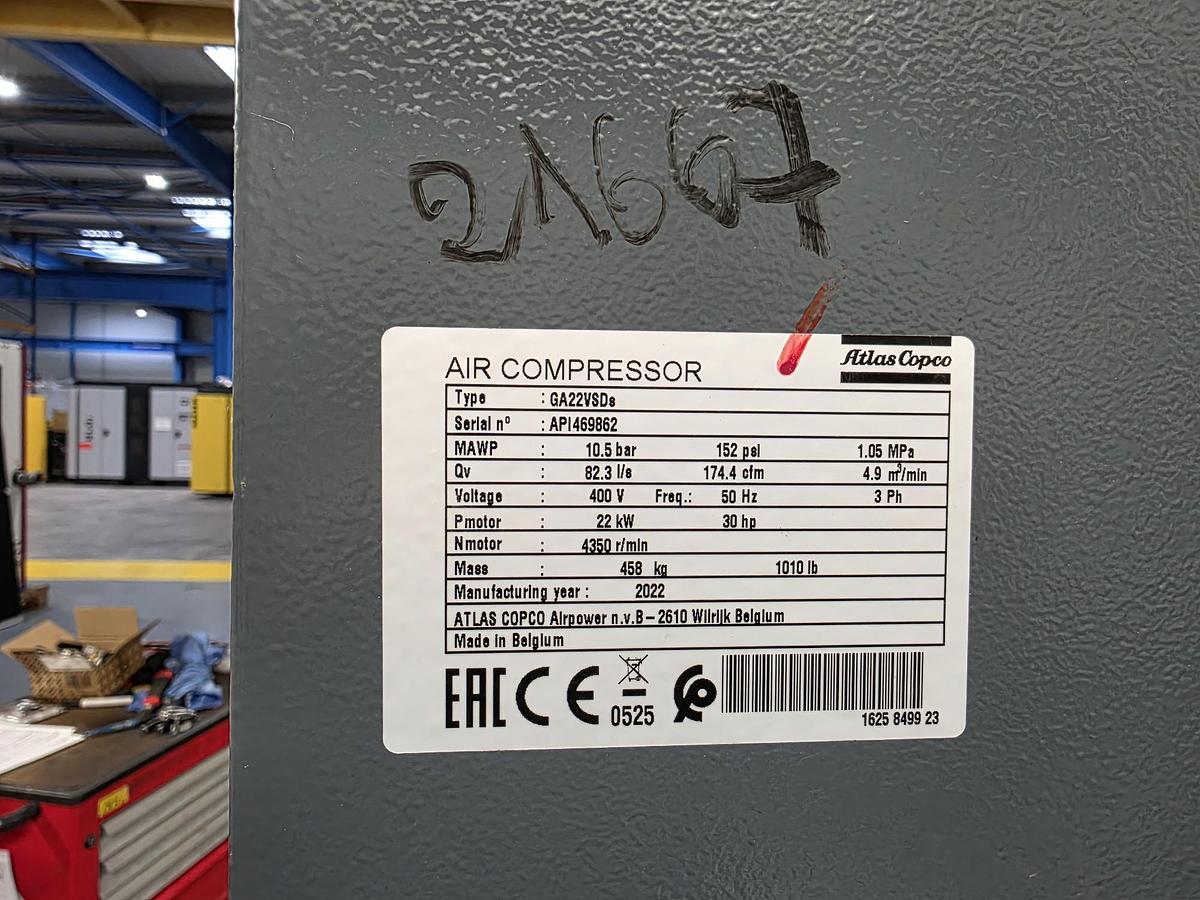 21667
AIR COMPRESSOR
Atlas Copco
Type : GA22VSDs
Serial nº : API469862
MAWP : 10.5 bar 152 psi 1.05 MPa
Qv : 82.3 l/s 174.4 cfm 4.9 m³/min
Voltage : 400 V Freq.: 50 Hz 3 Ph
Pmotor : 22 kW 30 hp
Nmotor : 4350 r/min
Mass : 458 kg 1010 lb
Manufacturing year : 2022
ATLAS COPCO Airpower n.v.B-2610 Wilrijk Belgium
Made in Belgium
EAC CE 0525
1625 8499 23